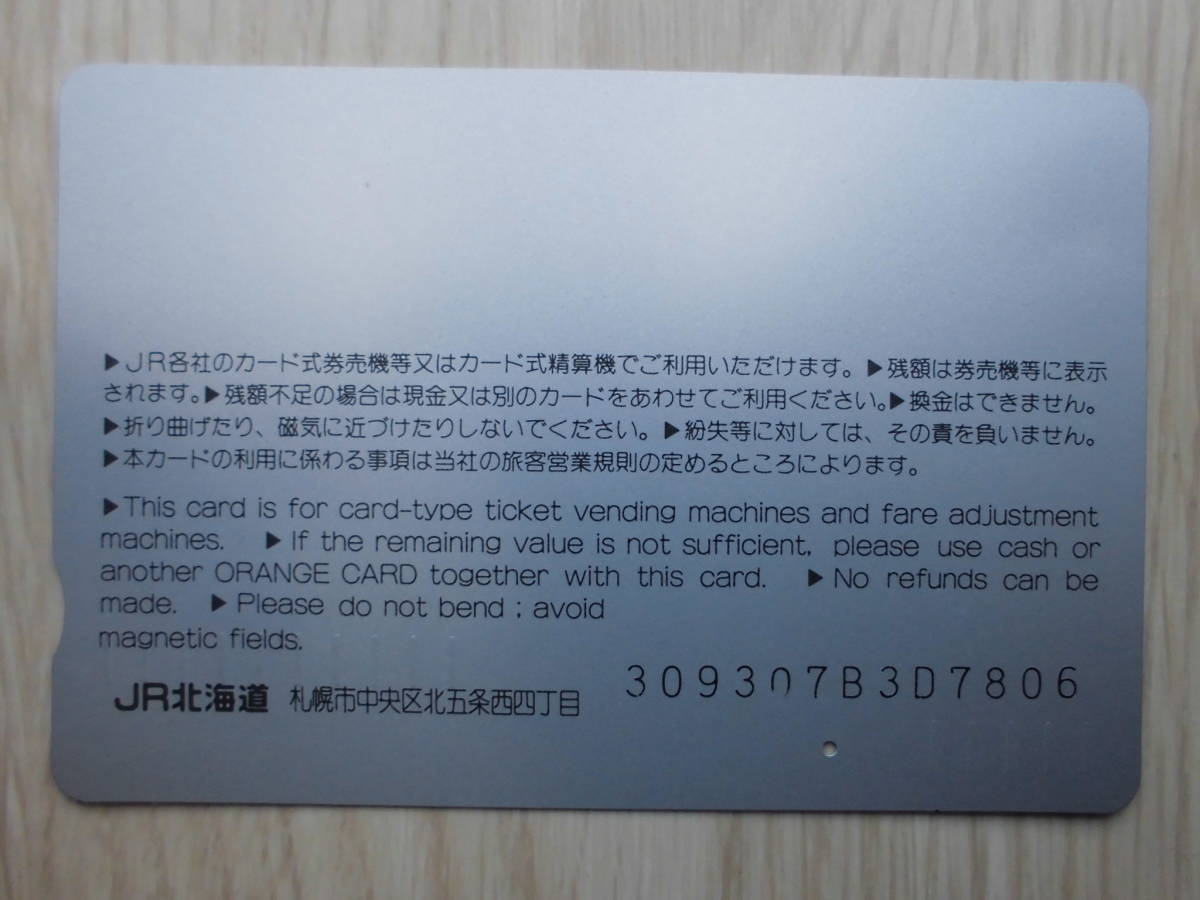 ▶JR各社のカード式券売機等又はカード式精算機でご利用いただけます。▶残額は券売機等に表示
されます。▶残額不足の場合は現金又は別のカードをあわせてご利用ください。▶換金はできません。
▶折り曲げたり、磁気に近づけたりしないでください。▶紛失等に対しては、その責を負いません。
▶本カードの利用に係わる事項は当社の旅客営業規則の定めるところによります。
▶This card is for card-type ticket vending machines and fare adjustment
machines. ▶If the remaining value is not sufficient, please use cash or
another ORANGE CARD together with this card. ▶No refunds can be
made. ▶Please do not bend ; avoid
magnetic fields.
JR北海道 札幌市中央区北五条西四丁目
309307B3D7806